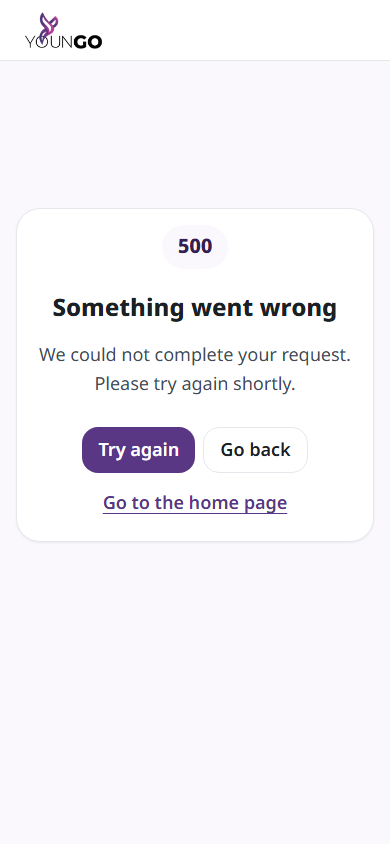 YOUNGO
500
Something went wrong
We could not complete your request.
Please try again shortly.
Try again
Go back
Go to the home page